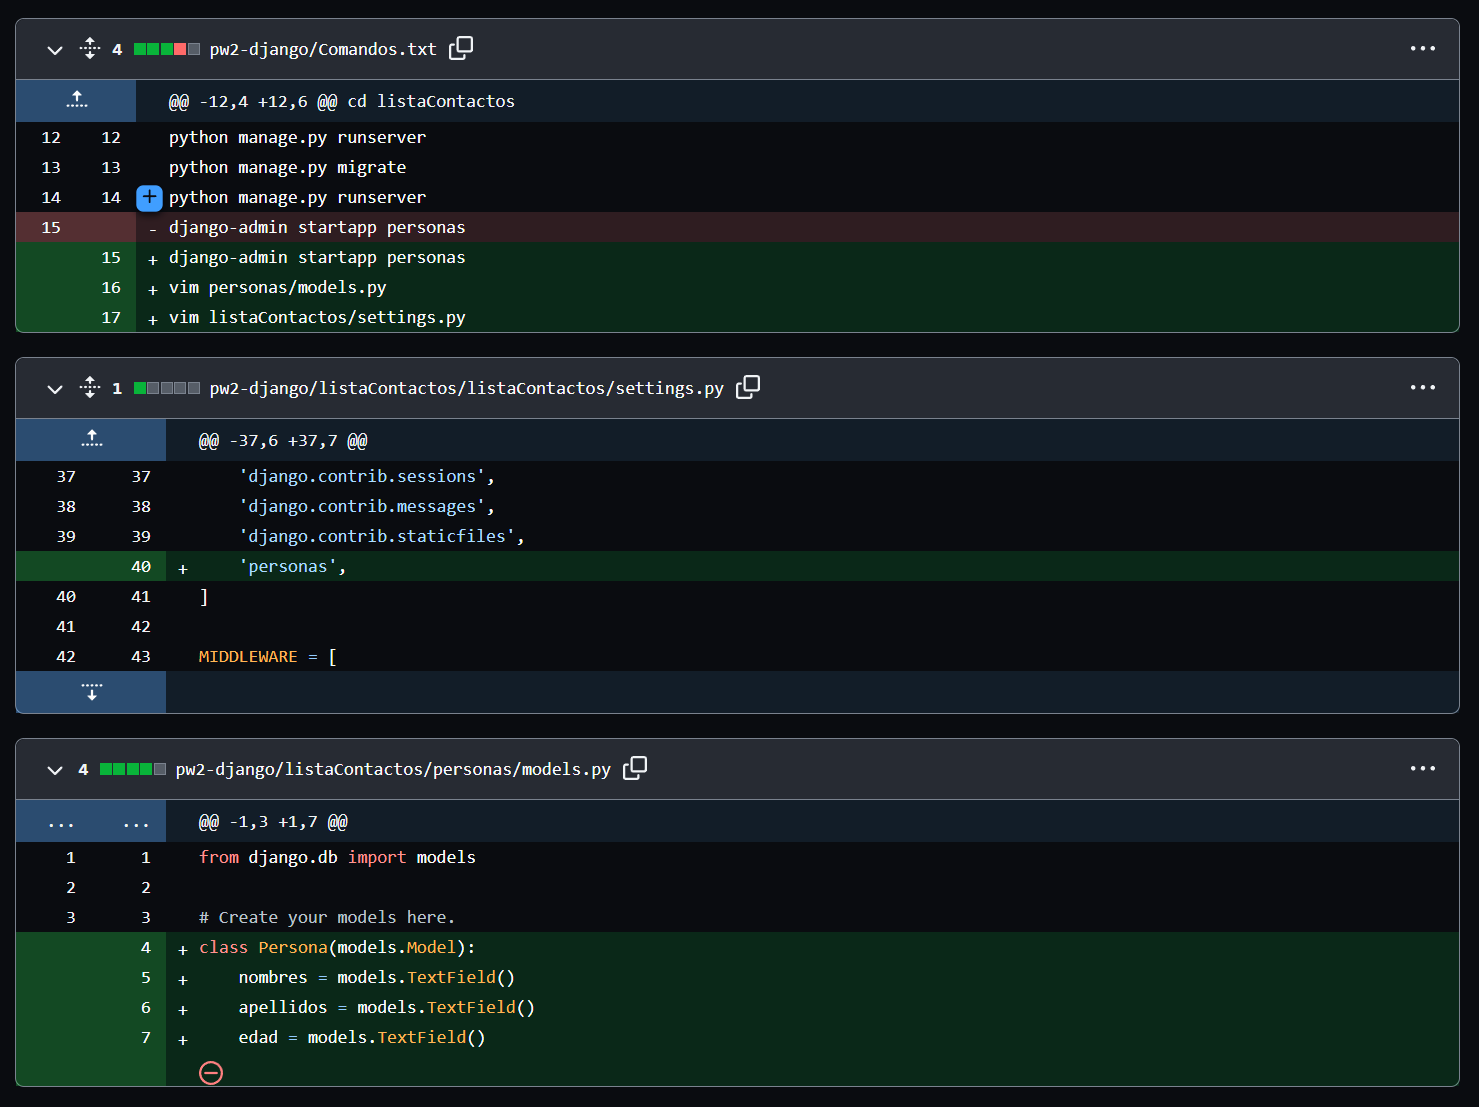 4 pw2-django/Comandos.txt
@@ -12,4 +12,6 @@ cd listaContactos
12 12 python manage.py runserver
13 13 python manage.py migrate
14 14 + python manage.py runserver
15 - django-admin startapp personas
15 + django-admin startapp personas
16 + vim personas/models.py
17 + vim listaContactos/settings.py
1 pw2-django/listaContactos/listaContactos/settings.py
@@ -37,6 +37,7 @@
37 37 'django.contrib.sessions',
38 38 'django.contrib.messages',
39 39 'django.contrib.staticfiles',
40 + 'personas',
40 41 ]
41 42
42 43 MIDDLEWARE = [
4 pw2-django/listaContactos/personas/models.py
... ... @@ -1,3 +1,7 @@
1 1 from django.db import models
2 2
3 3 # Create your models here.
4 + class Persona(models.Model):
5 + nombres = models.TextField()
6 + apellidos = models.TextField()
7 + edad = models.TextField()